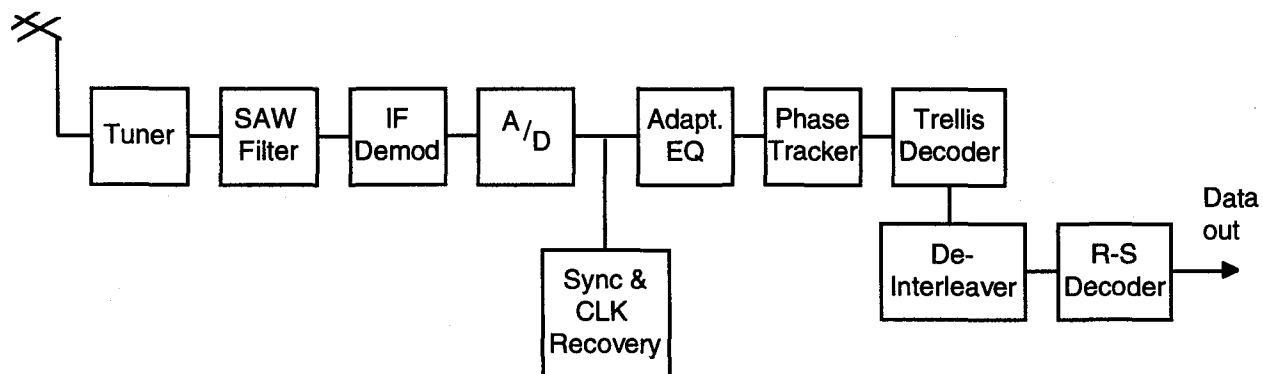 Tuner
SAW
Filter
IF
Demod
A/D
Adapt.
EQ
Phase
Tracker
Trellis
Decoder
Sync &
CLK
Recovery
De-
Interleaver
R-S
Decoder
Data
out